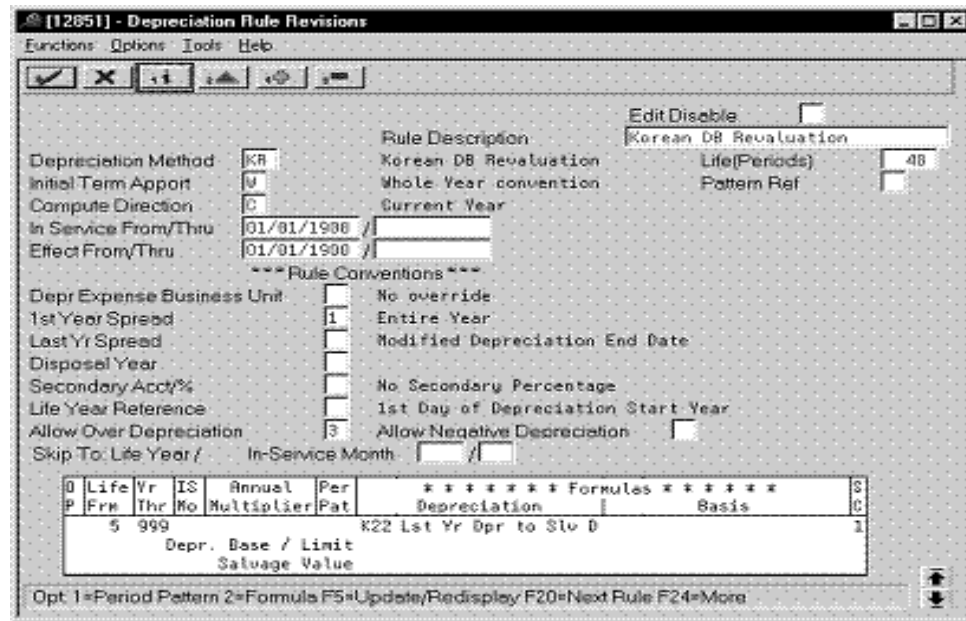 [12851] - Depreciation Rule Revisions
Functions Options Tools Help
Edit Disable
Rule Description Korean DB Revaluation
Depreciation Method KR Korean DB Revaluation Life(Periods) 48
Initial Term Apport W Whole Year convention Pattern Ref
Compute Direction C Current Year
In Service From/Thru 01/01/1900 /
Effect From/Thru 01/01/1900 /
***Rule Conventions***
Depr Expense Business Unit No override
1st Year Spread 1 Entire Year
Last Yr Spread Modified Depreciation End Date
Disposal Year
Secondary Acct/% No Secondary Percentage
Life Year Reference 1st Day of Depreciation Start Year
Allow Over Depreciation 3 Allow Negative Depreciation
Skip To: Life Year / In-Service Month /
O Life Yr IS Annual Per * * * * * * * Formulas * * * * * * S
P Frm Thr Mo Multiplier Pat Depreciation Basis C
5 999 K22 Lst Yr Dpr to Slv D 1
Depr. Base / Limit
Salvage Value
Opt: 1=Period Pattern 2=Formula F5=Update/Redisplay F20=Next Rule F24=More